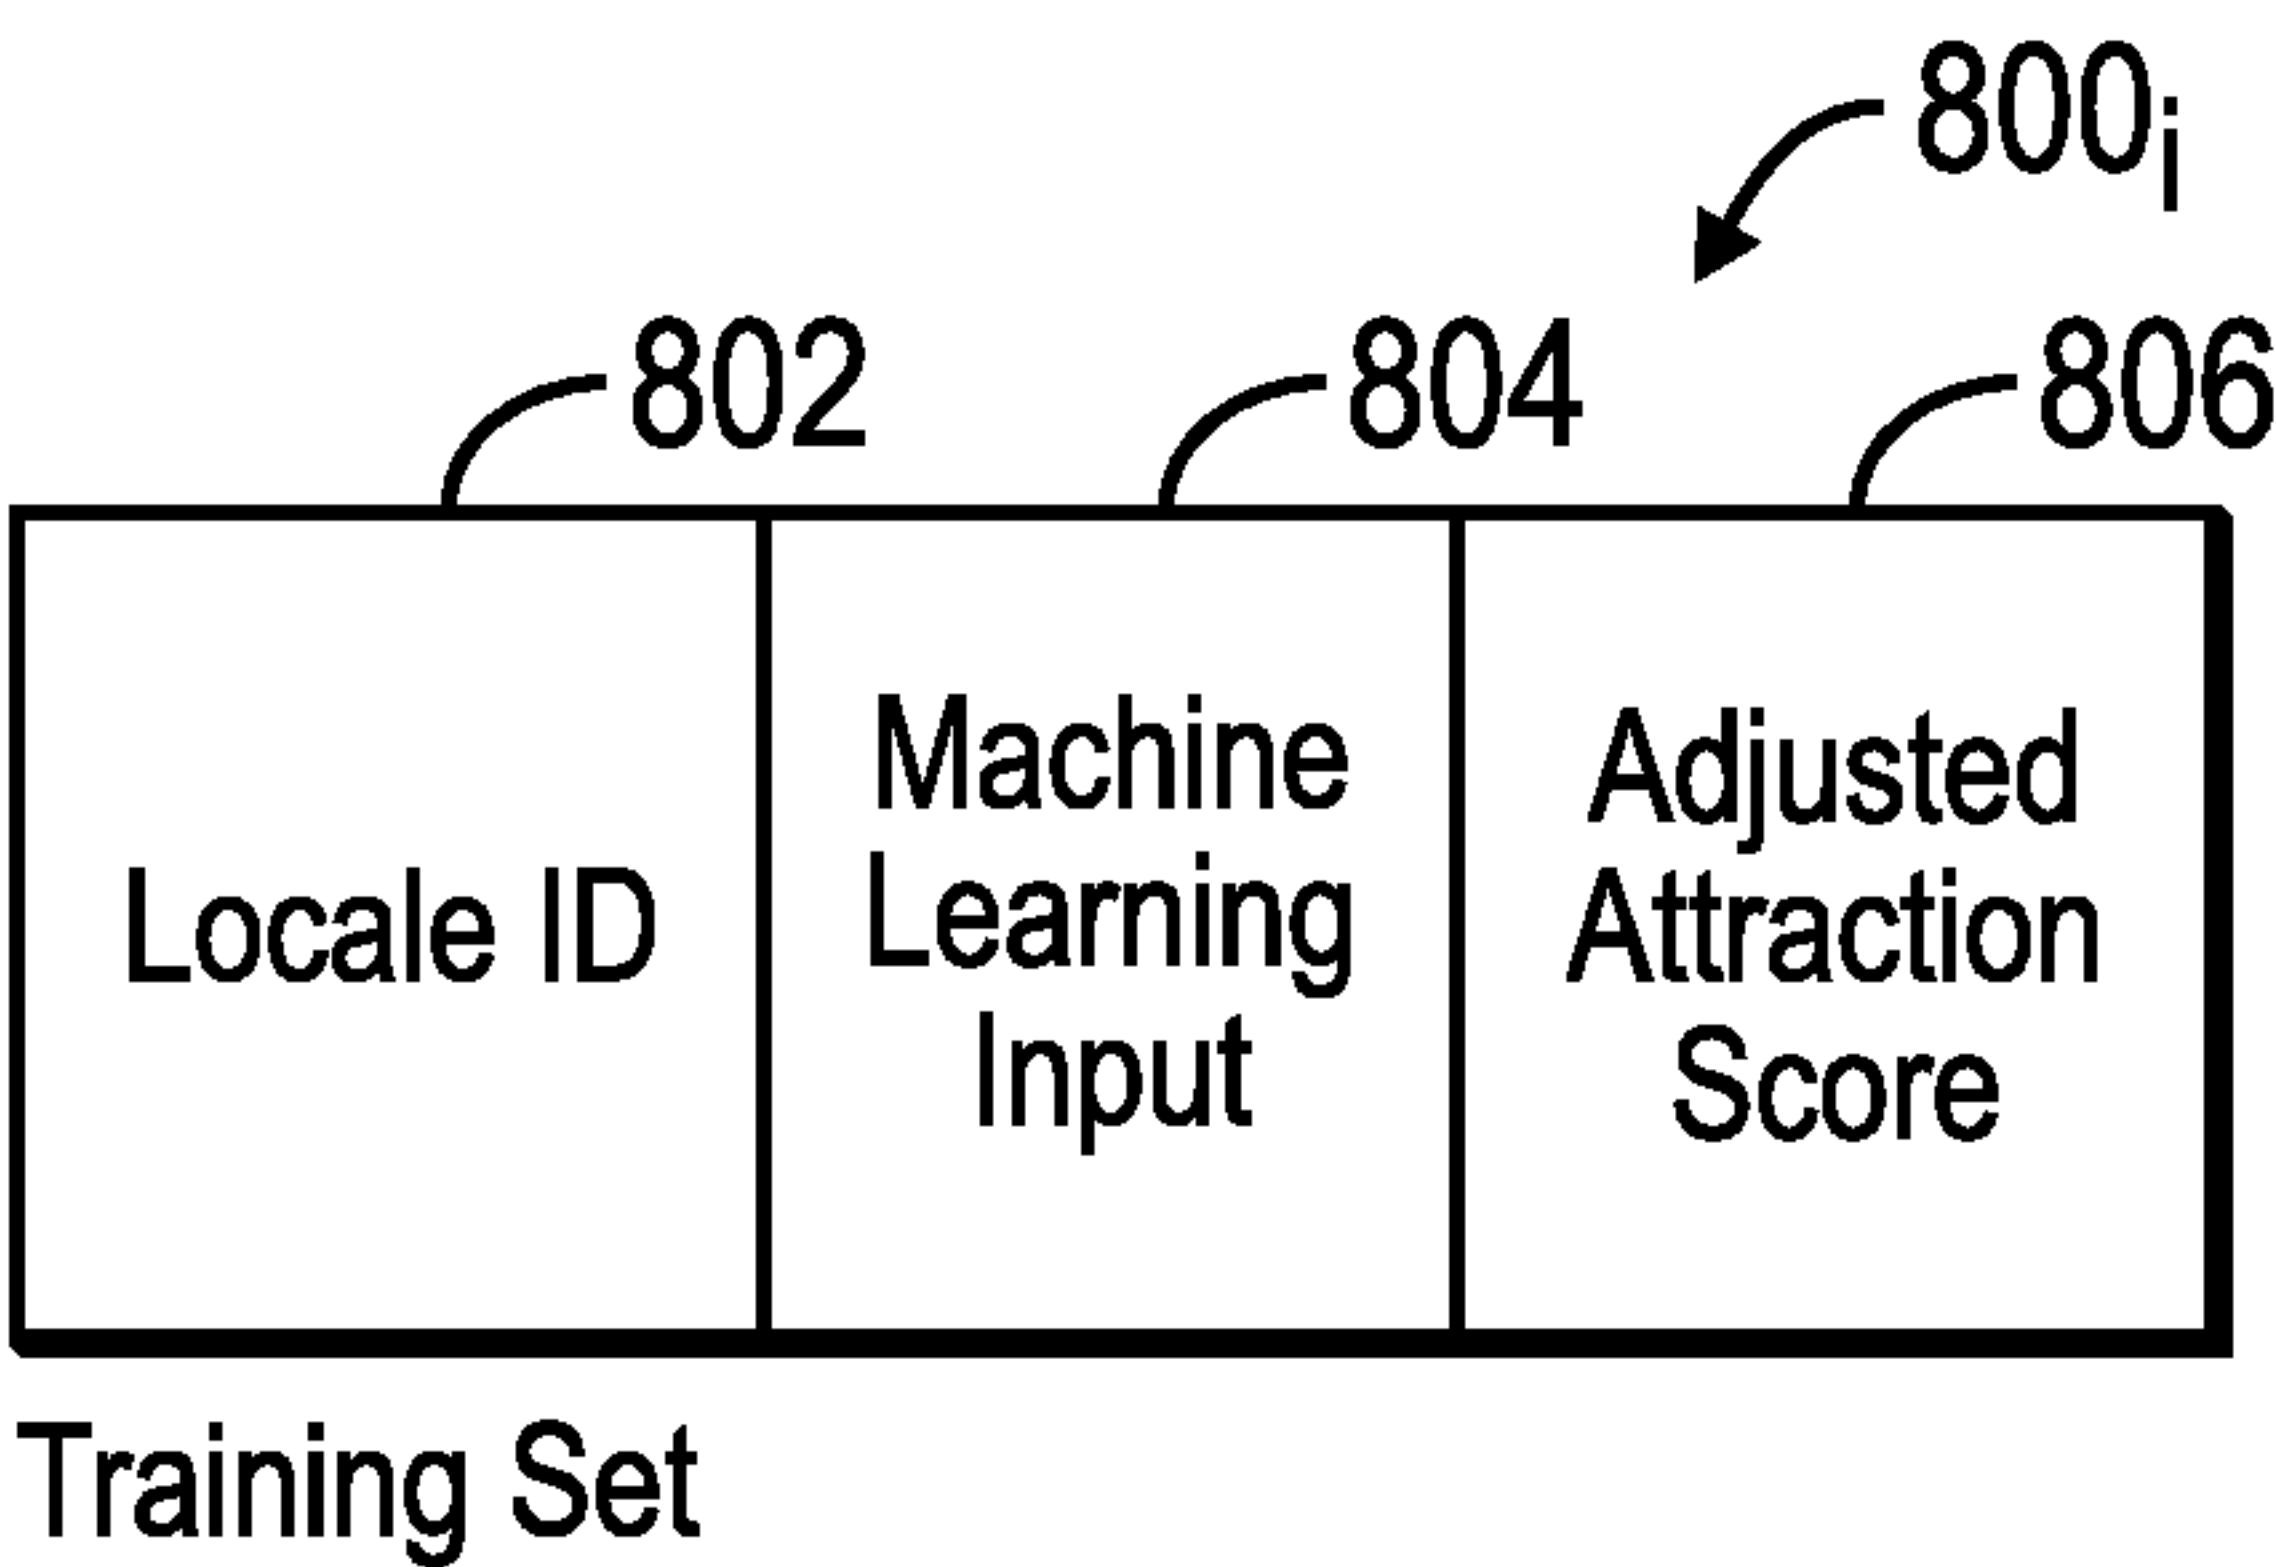 800i
802
804
806
Locale ID
Machine
Learning
Input
Adjusted
Attraction
Score
Training Set